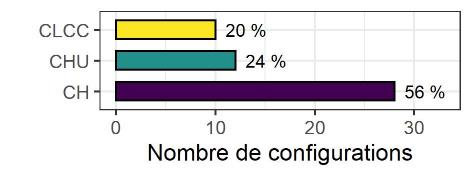 CLCC 20 %
CHU 24 %
CH 56 %
0 10 20 30
Nombre de configurations